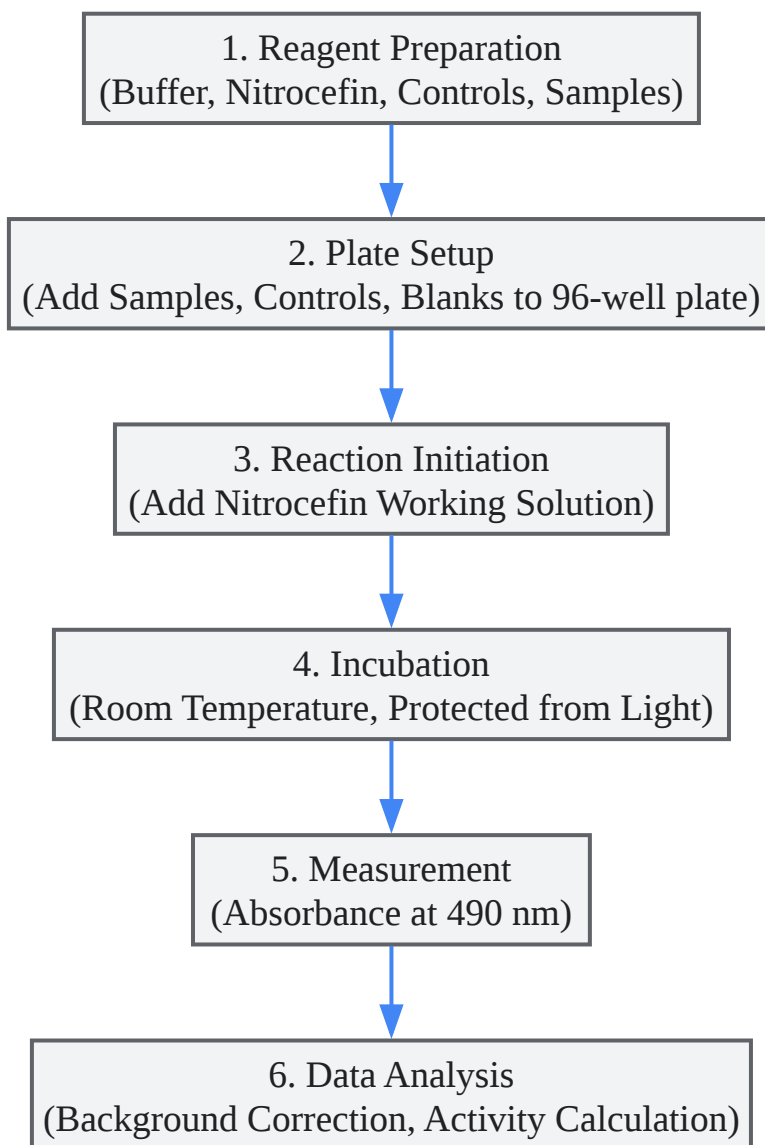 1. Reagent Preparation
(Buffer, Nitrocefin, Controls, Samples)
2. Plate Setup
(Add Samples, Controls, Blanks to 96-well plate)
3. Reaction Initiation
(Add Nitrocefin Working Solution)
4. Incubation
(Room Temperature, Protected from Light)
5. Measurement
(Absorbance at 490 nm)
6. Data Analysis
(Background Correction, Activity Calculation)